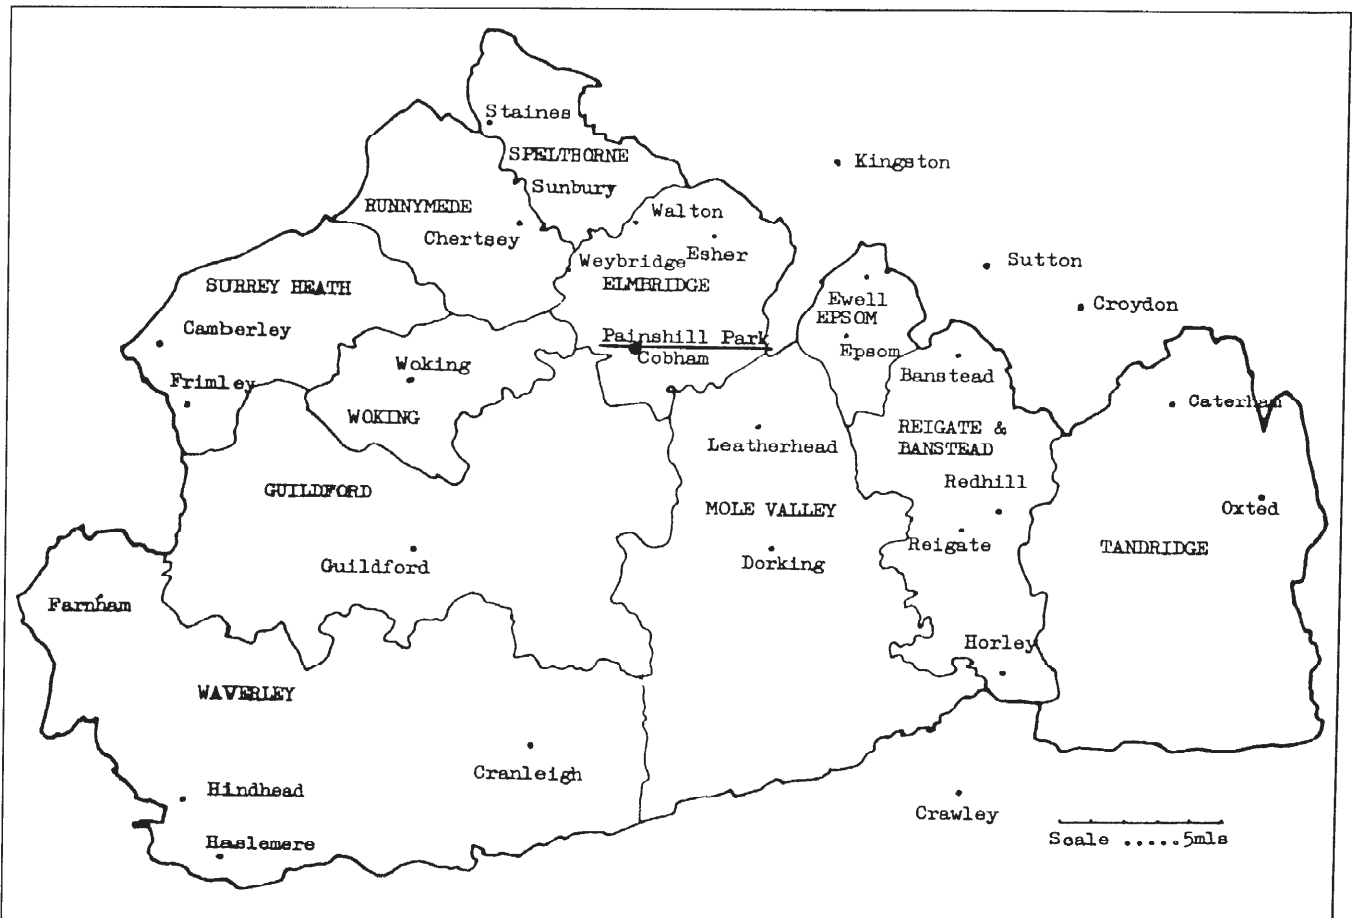 Staines
SPELTHORNE
Sunbury
Kingston
RUNNYMEDE
Chertsey
Walton
Esher
Weybridge
ELMBRIDGE
Sutton
SURREY HEATH
Camberley
Croydon
Ewell
EPSOM
Epsom
Painshill Park
Cobham
Woking
WOKING
Frimley
Banstead
Caterham
REIGATE &
BANSTEAD
Leatherhead
Redhill
GUILDFORD
MOLE VALLEY
Oxted
Reigate
TANDRIDGE
Guildford
Dorking
Farnham
Horley
WAVERLEY
Cranleigh
Hindhead
Crawley
Haslemere
Scale .....5mls